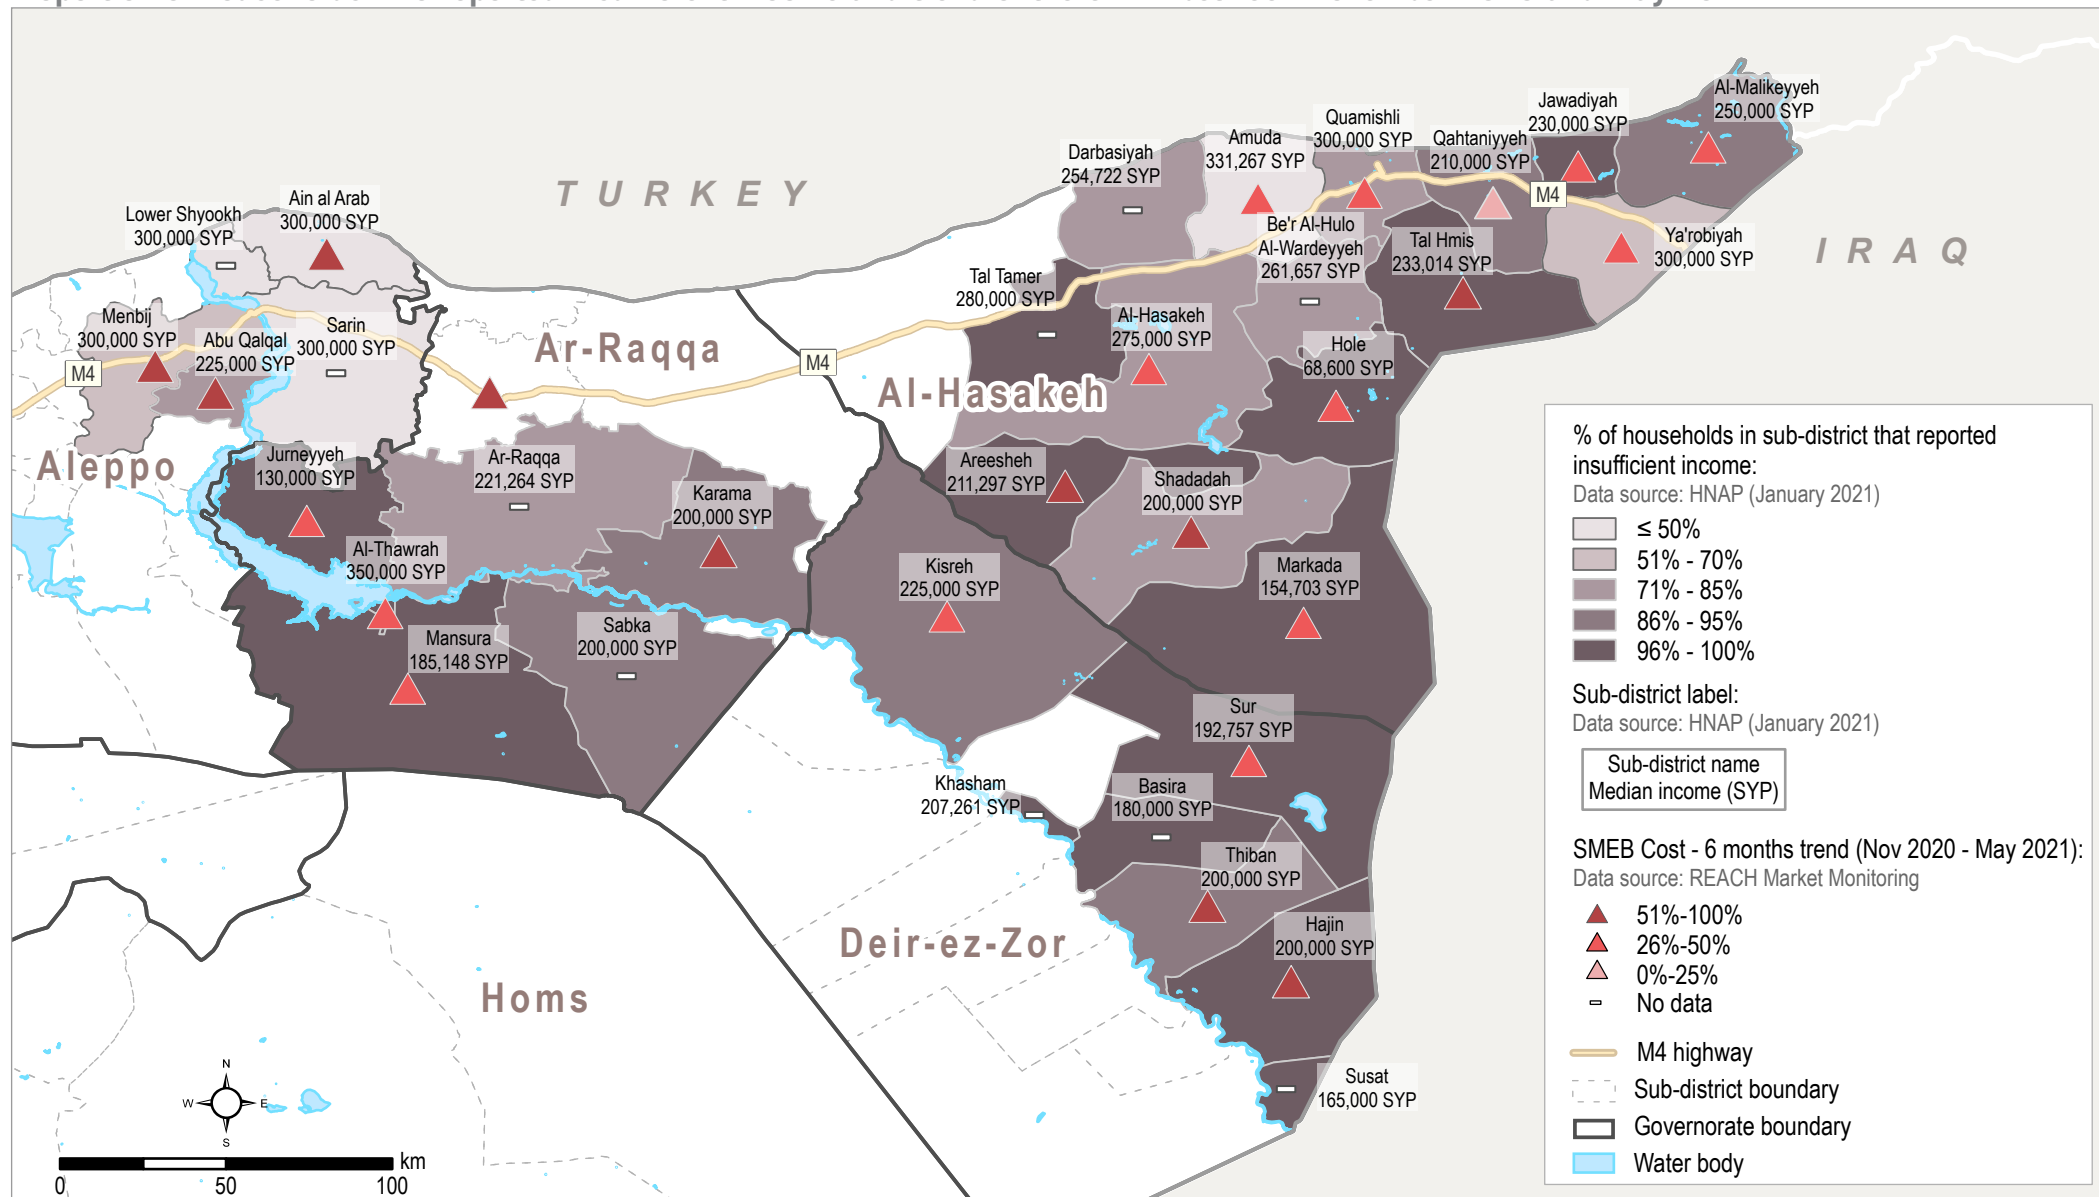 TURKEY
IRAQ
Al-Malikeyyeh
250,000 SYP
Jawadiyah
230,000 SYP
Quamishli
300,000 SYP
Qahtaniyyeh
210,000 SYP
Amuda
331,267 SYP
Darbasiyah
254,722 SYP
M4
Ain al Arab
300,000 SYP
Lower Shyookh
300,000 SYP
Be'r Al-Hulo
Al-Wardeyyeh
261,657 SYP
Tal Hmis
233,014 SYP
Ya'robiyah
300,000 SYP
Tal Tamer
280,000 SYP
Menbij
300,000 SYP
Abu Qalqal
225,000 SYP
Sarin
300,000 SYP
M4
Ar-Raqqa
M4
Al-Hasakeh
275,000 SYP
Hole
68,600 SYP
Al-Hasakeh
Aleppo
Jurneyyeh
130,000 SYP
Ar-Raqqa
221,264 SYP
Karama
200,000 SYP
Areesheh
211,297 SYP
Shadadah
200,000 SYP
Al-Thawrah
350,000 SYP
Kisreh
225,000 SYP
Markada
154,703 SYP
Mansura
185,148 SYP
Sabka
200,000 SYP
Sur
192,757 SYP
Khasham
207,261 SYP
Basira
180,000 SYP
Thiban
200,000 SYP
Hajin
200,000 SYP
Deir-ez-Zor
Homs
Susat
165,000 SYP
N
W
E
S
km
0
50
100
% of households in sub-district that reported
insufficient income:
Data source: HNAP (January 2021)
≤ 50%
51% - 70%
71% - 85%
86% - 95%
96% - 100%
Sub-district label:
Data source: HNAP (January 2021)
Sub-district name
Median income (SYP)
SMEB Cost - 6 months trend (Nov 2020 - May 2021):
Data source: REACH Market Monitoring
51%-100%
26%-50%
0%-25%
No data
M4 highway
Sub-district boundary
Governorate boundary
Water body